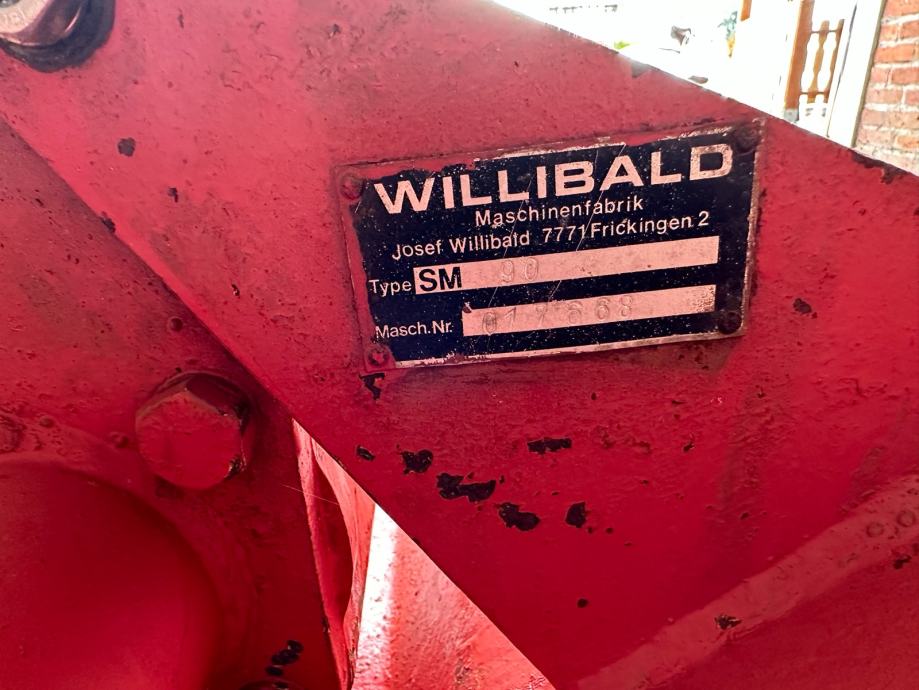 WILLIBALD
Maschinenfabrik
Josef Willibald 7771 Frickingen 2
Type SM 90
Masch.Nr.